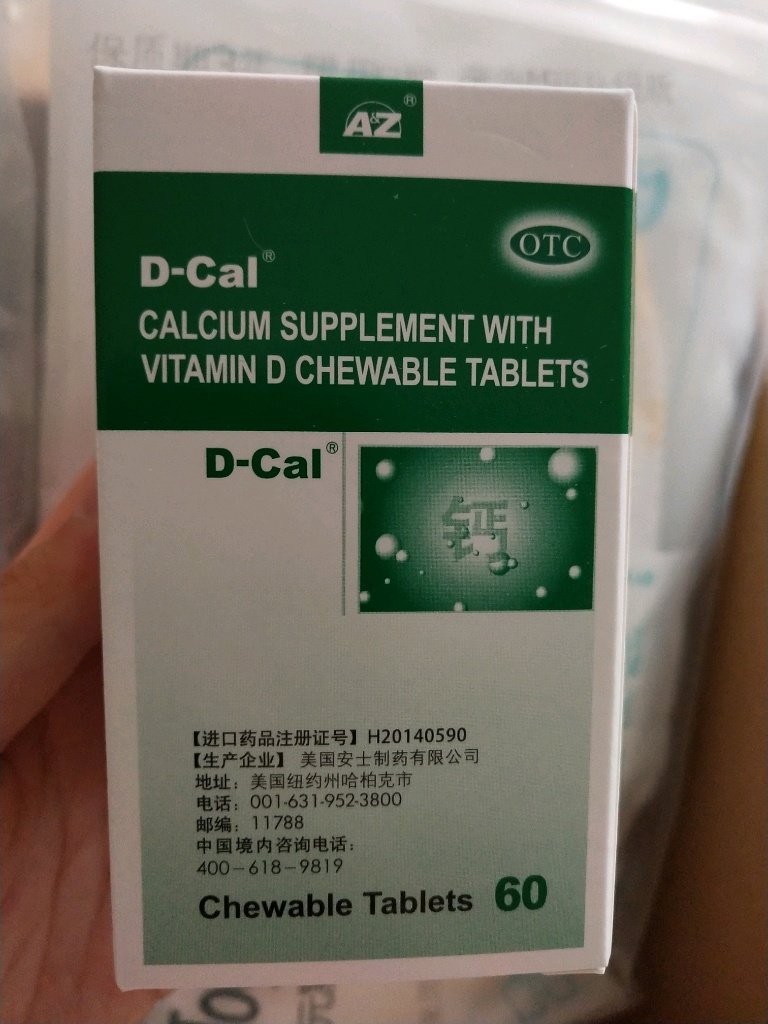 A&Z®
OTC
D-Cal®
CALCIUM SUPPLEMENT WITH
VITAMIN D CHEWABLE TABLETS
D-Cal®
钙
【进口药品注册证号】H20140590
【生产企业】 美国安士制药有限公司
地址：美国纽约州哈柏克市
电话：001-631-952-3800
邮编：11788
中国境内咨询电话：
400－618－9819
Chewable Tablets 60